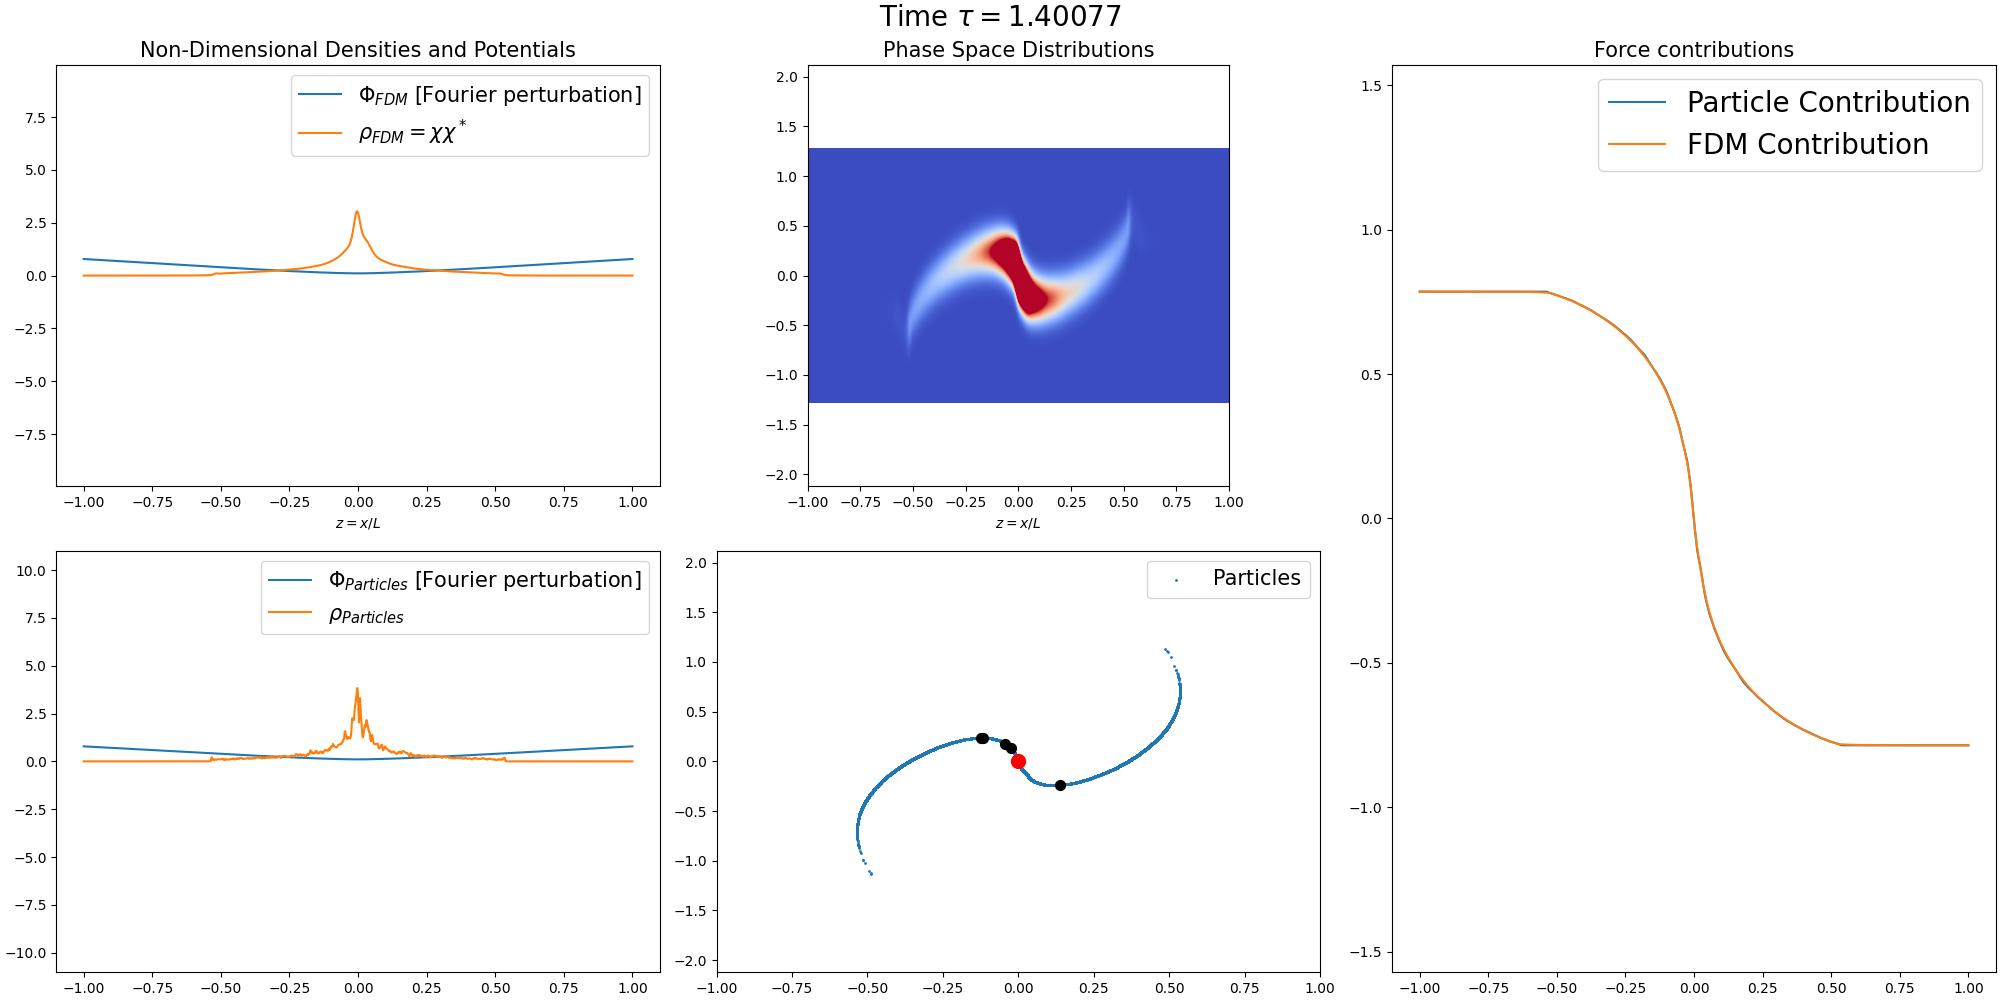 Time τ = 1.40077
Non-Dimensional Densities and Potentials
Φ_FDM [Fourier perturbation]
ρ_FDM = χχ*
7.5
5.0
2.5
0.0
−2.5
−5.0
−7.5
−1.00 −0.75 −0.50 −0.25 0.00 0.25 0.50 0.75 1.00
z = x/L
Phase Space Distributions
2.0
1.5
1.0
0.5
0.0
−0.5
−1.0
−1.5
−2.0
−1.00 −0.75 −0.50 −0.25 0.00 0.25 0.50 0.75 1.00
z = x/L
Force contributions
Particle Contribution
FDM Contribution
1.5
1.0
0.5
0.0
−0.5
−1.0
−1.5
−1.00 −0.75 −0.50 −0.25 0.00 0.25 0.50 0.75 1.00
Φ_Particles [Fourier perturbation]
ρ_Particles
10.0
7.5
5.0
2.5
0.0
−2.5
−5.0
−7.5
−10.0
−1.00 −0.75 −0.50 −0.25 0.00 0.25 0.50 0.75 1.00
Particles
2.0
1.5
1.0
0.5
0.0
−0.5
−1.0
−1.5
−2.0
−1.00 −0.75 −0.50 −0.25 0.00 0.25 0.50 0.75 1.00